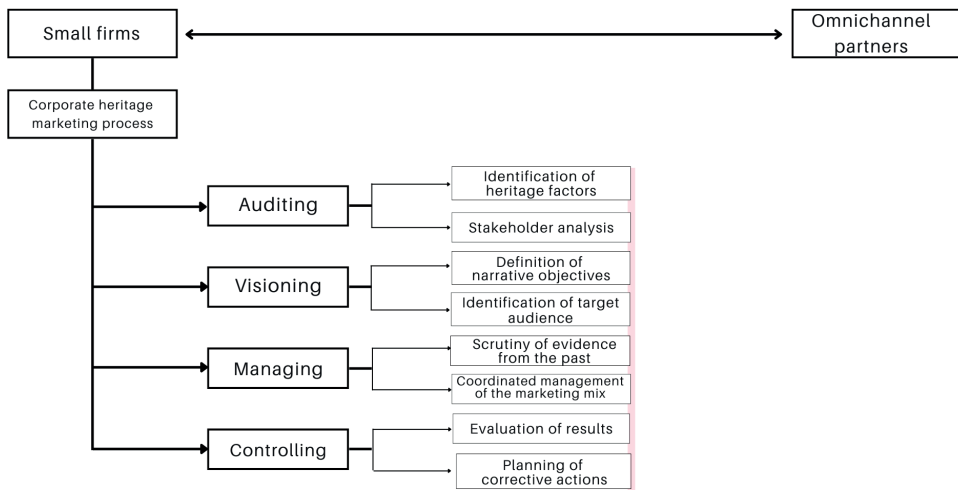 Small firms
Omnichannel
partners
Corporate heritage
marketing process
Auditing
Identification of
heritage factors
Stakeholder analysis
Visioning
Definition of
narrative objectives
Identification of target
audience
Managing
Scrutiny of evidence
from the past
Coordinated management
of the marketing mix
Controlling
Evaluation of results
Planning of
corrective actions